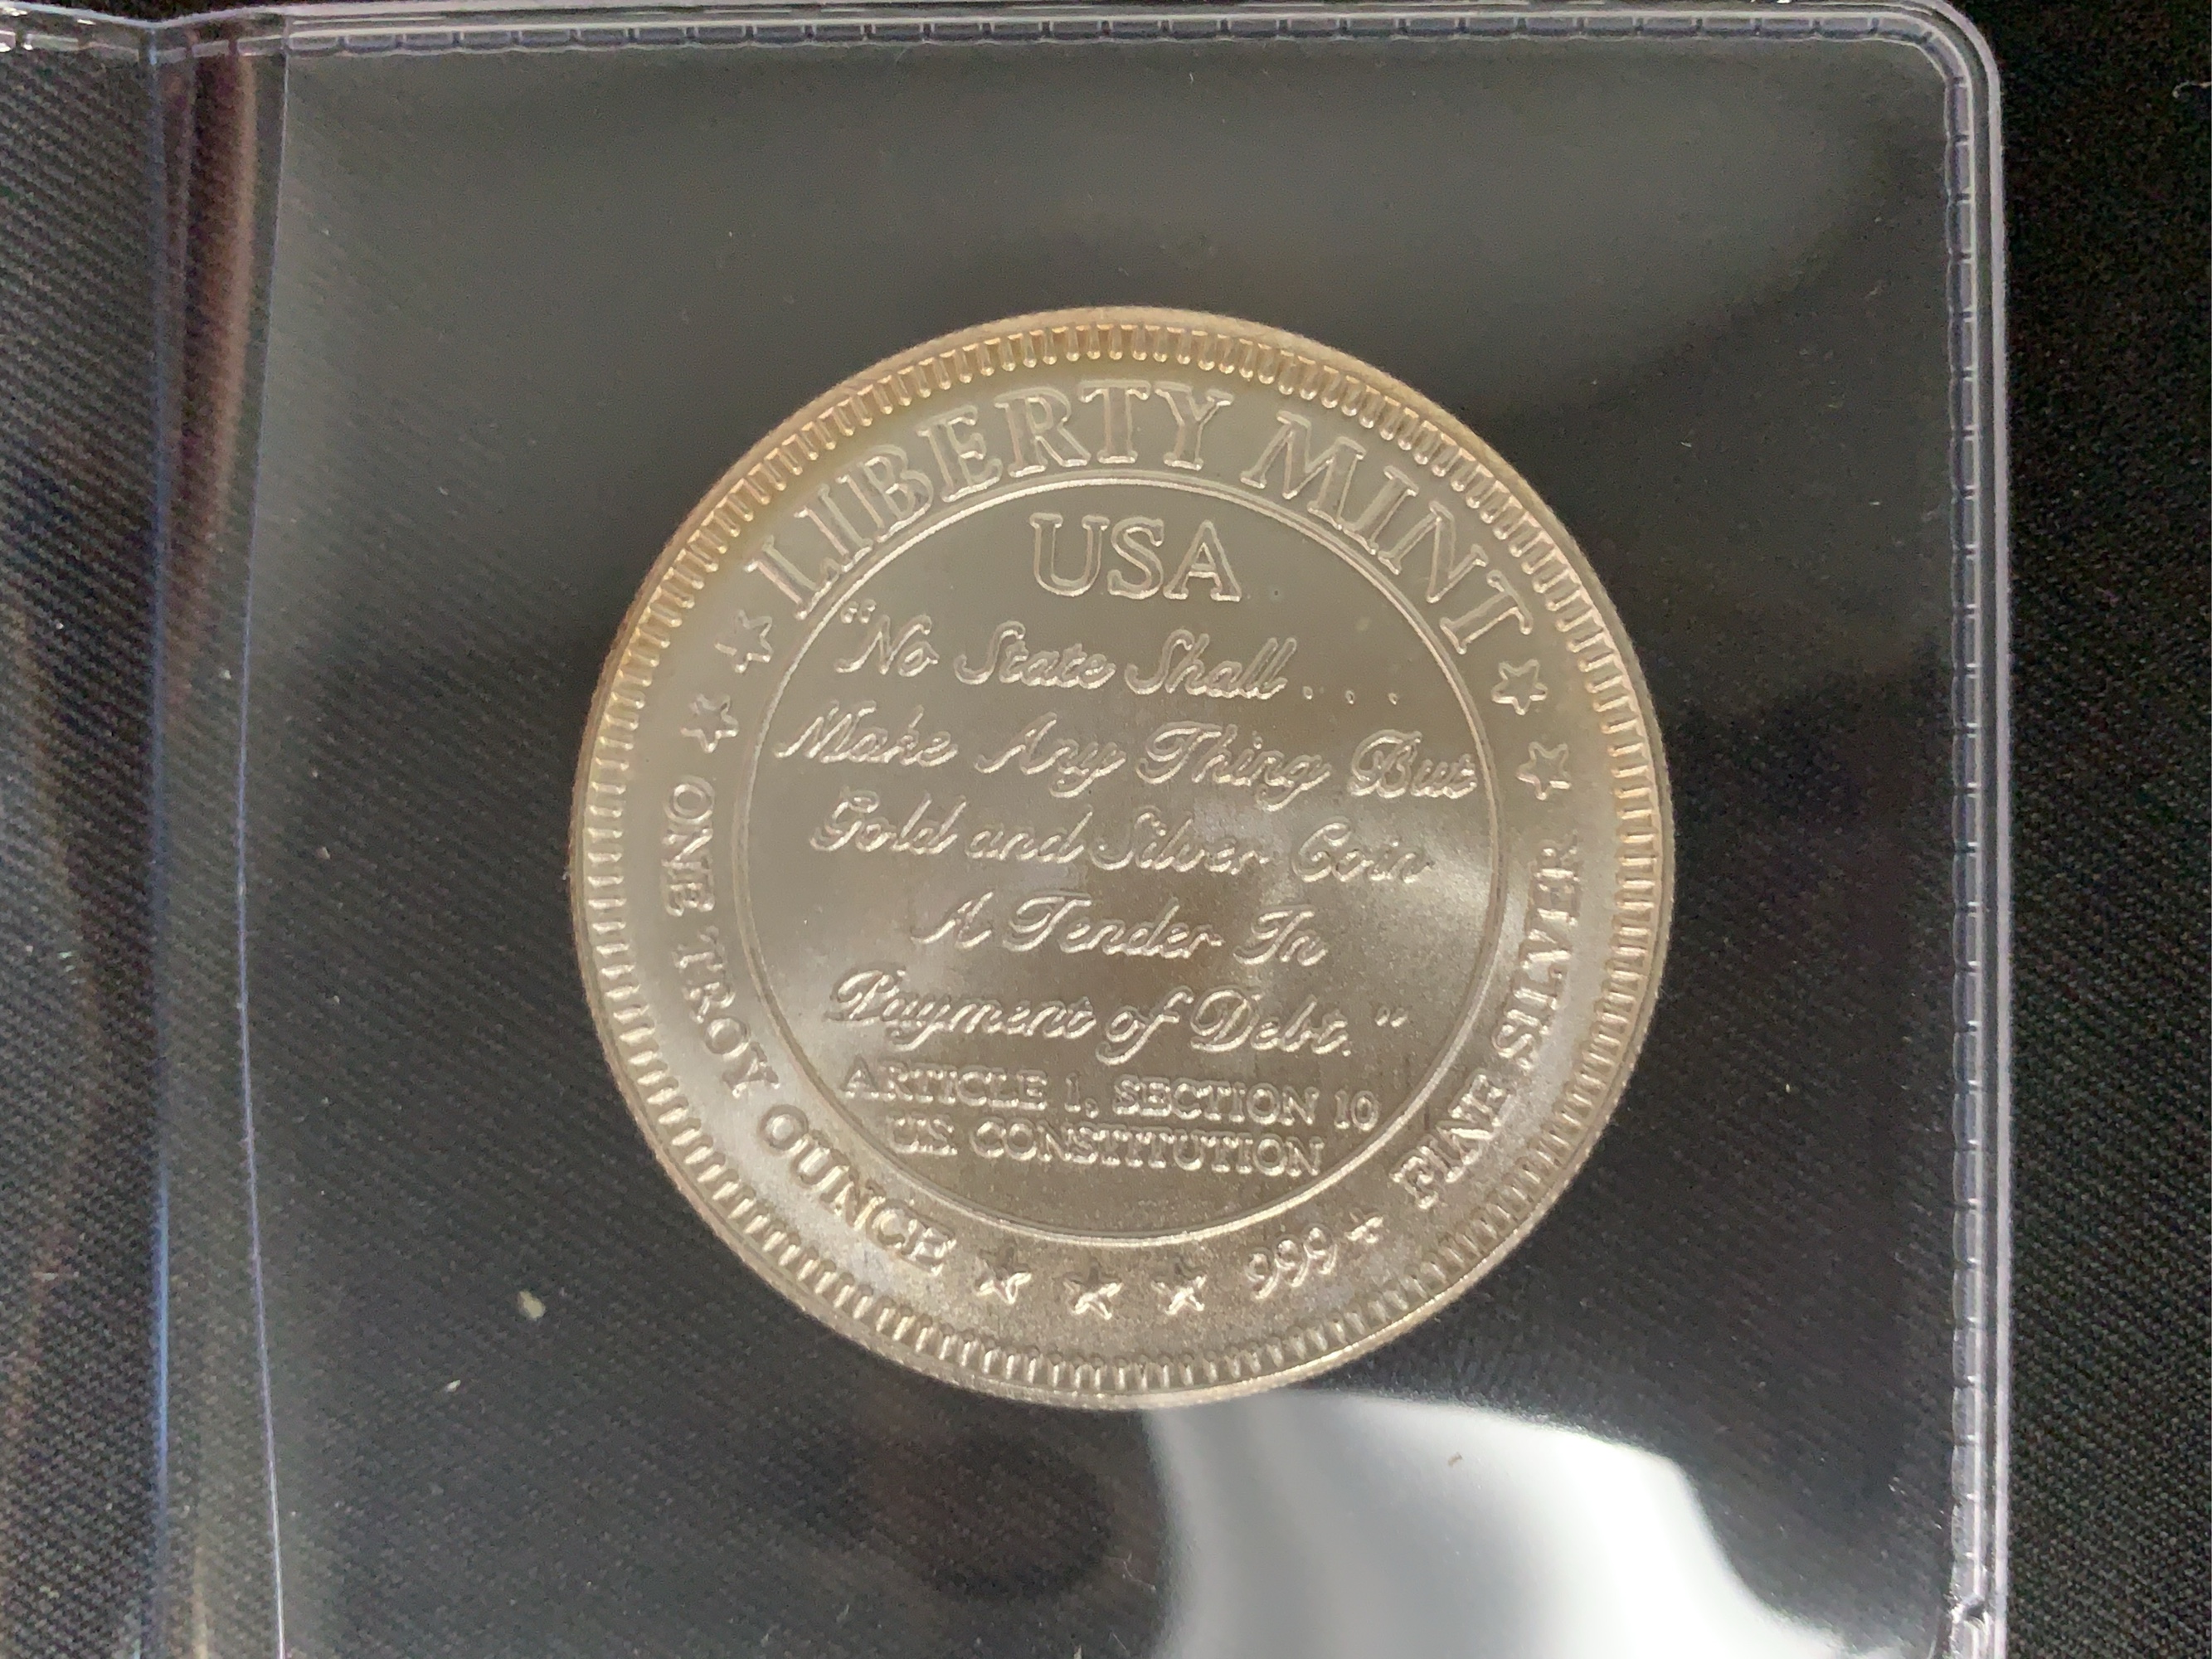 LIBERTY MINT
USA
"No State Shall . . .
Make Any Thing But
Gold and Silver Coin
A Tender In
Payment of Debt."
ARTICLE 1, SECTION 10
U.S. CONSTITUTION
ONE TROY OUNCE
999+ FINE SILVER